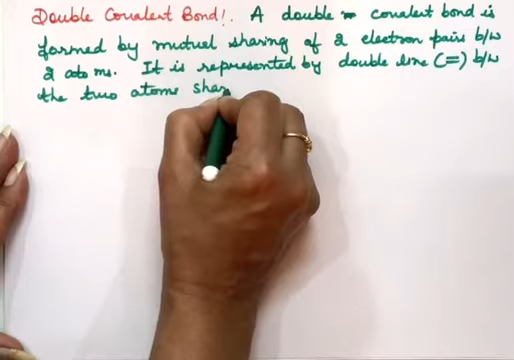 Double Covalent Bond!. A double covalent bond is
formed by mutual sharing of 2 electron pairs b/w
2 atoms. It is represented by double line (=) b/w
the two atoms shar